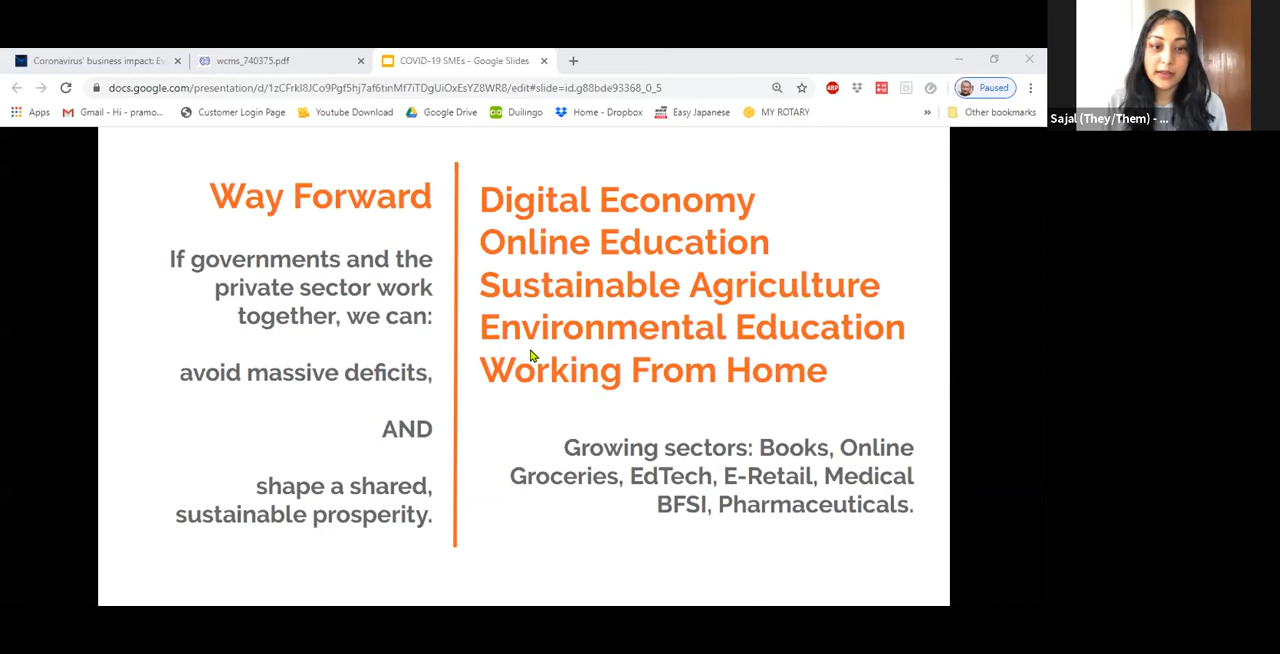 Coronavirus' business impact: Ev
wcms_740375.pdf
COVID-19 SMEs - Google Slides
docs.google.com/presentation/d/1zCFrkI8JCo9Pgf5hj7af6tinMf7iTDgUiOxEsYZ8WR8/edit#slide=id.g88bde93368_0_5
ABP
Paused
Apps
Gmail - Hi - pramo...
Customer Login Page
Youtube Download
Google Drive
Duilingo
Home - Dropbox
Easy Japanese
MY ROTARY
»
Other bookmarks
Sajal (They/Them) - ...
Way Forward
If governments and the
private sector work
together, we can:
avoid massive deficits,
AND
shape a shared,
sustainable prosperity.
Digital Economy
Online Education
Sustainable Agriculture
Environmental Education
Working From Home
Growing sectors: Books, Online
Groceries, EdTech, E-Retail, Medical
BFSI, Pharmaceuticals.